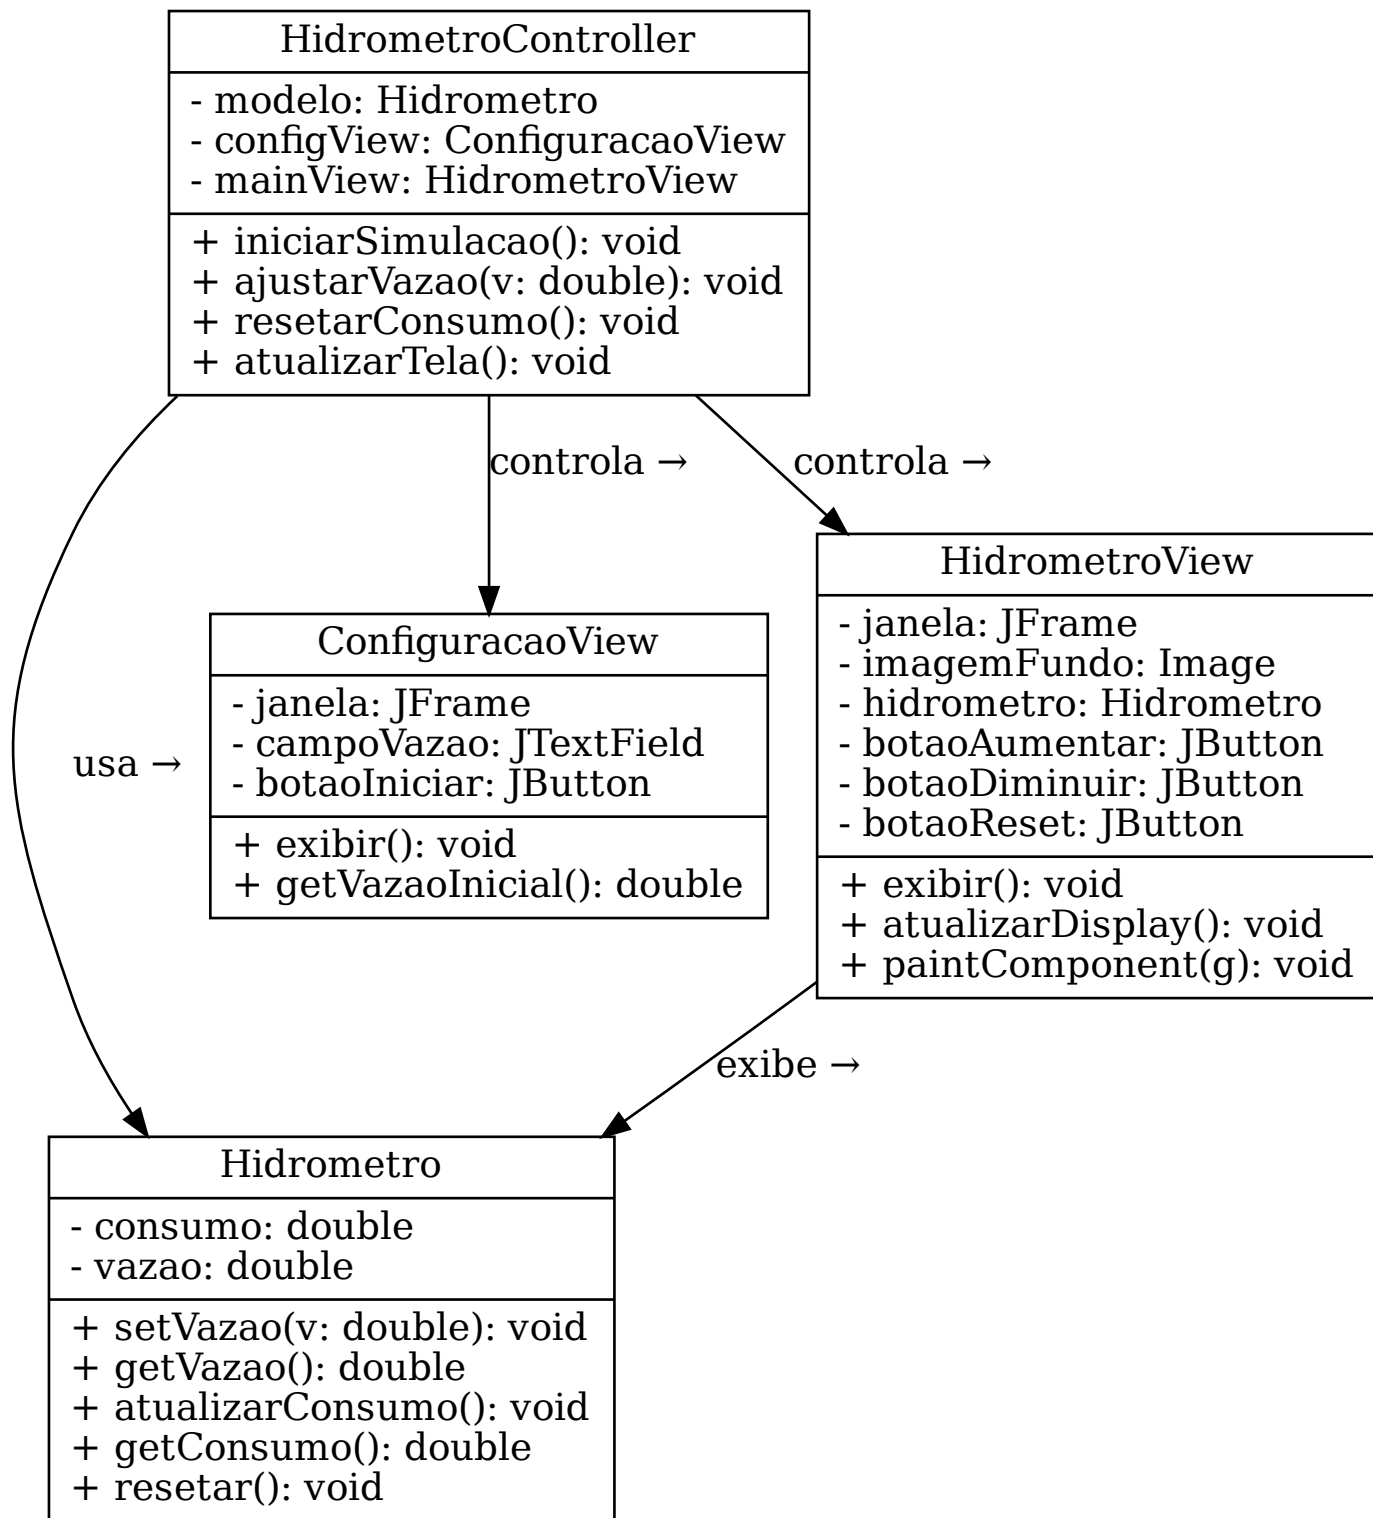 HidrometroController
- modelo: Hidrometro
- configView: ConfiguracaoView
- mainView: HidrometroView
+ iniciarSimulacao(): void
+ ajustarVazao(v: double): void
+ resetarConsumo(): void
+ atualizarTela(): void
controla →
controla →
usa →
ConfiguracaoView
- janela: JFrame
- campoVazao: JTextField
- botaoIniciar: JButton
+ exibir(): void
+ getVazaoInicial(): double
HidrometroView
- janela: JFrame
- imagemFundo: Image
- hidrometro: Hidrometro
- botaoAumentar: JButton
- botaoDiminuir: JButton
- botaoReset: JButton
+ exibir(): void
+ atualizarDisplay(): void
+ paintComponent(g): void
exibe →
Hidrometro
- consumo: double
- vazao: double
+ setVazao(v: double): void
+ getVazao(): double
+ atualizarConsumo(): void
+ getConsumo(): double
+ resetar(): void